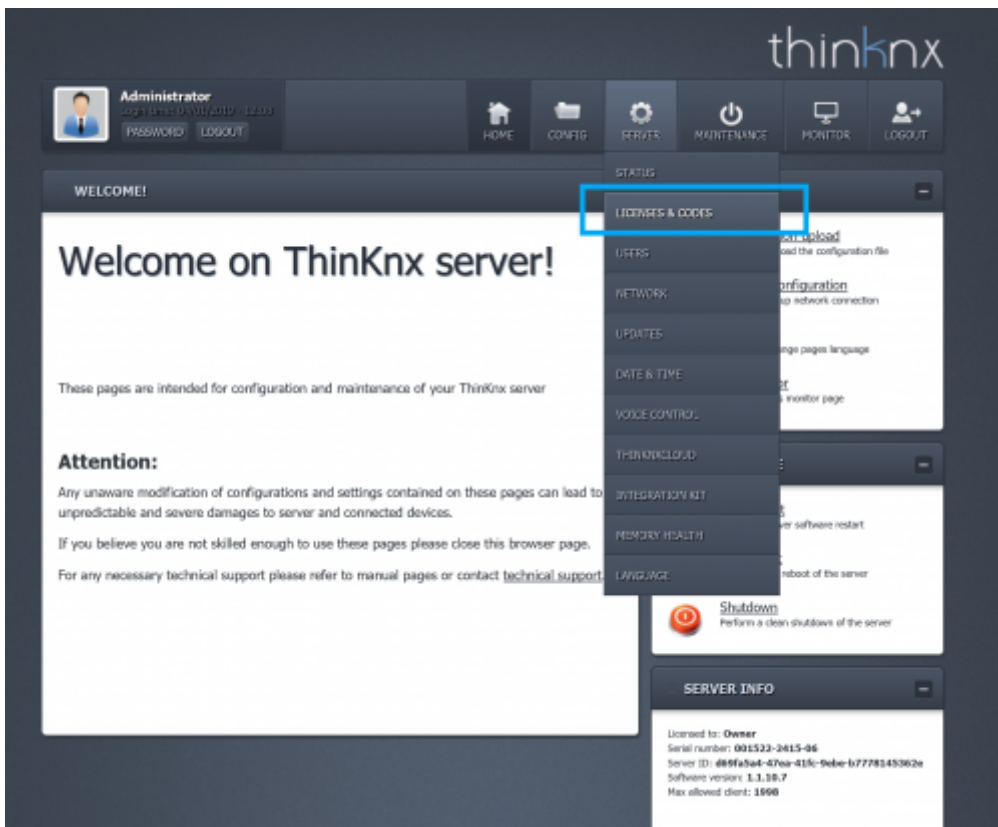 thinknx
Administrator
PASSWORD LOGOUT
HOME CONFIG SERVER MAINTENANCE MONITOR LOGOUT
STATUS
LICENSES & CODES
USERS
NETWORK
UPDATES
DATE & TIME
VOICE CONTROL
THINKNXCLOUD
INTEGRATION KIT
MEMORY HEALTH
LANGUAGE
WELCOME!
Welcome on ThinKnx server!
These pages are intended for configuration and maintenance of your ThinKnx server
Attention:
Any unaware modification of configurations and settings contained on these pages can lead to
unpredictable and severe damages to server and connected devices.
If you believe you are not skilled enough to use these pages please close this browser page.
For any necessary technical support please refer to manual pages or contact technical support.
upload
the configuration file
network connection
pages language
monitor page
software restart
reboot of the server
Shutdown
Perform a clean shutdown of the server
SERVER INFO
Licensed to: Owner
Serial number: 001522-2415-06
Server ID: d69fa5a4-47ea-41fc-9ebe-b7778145362e
Software version: 1.1.10.7
Max allowed client: 1998